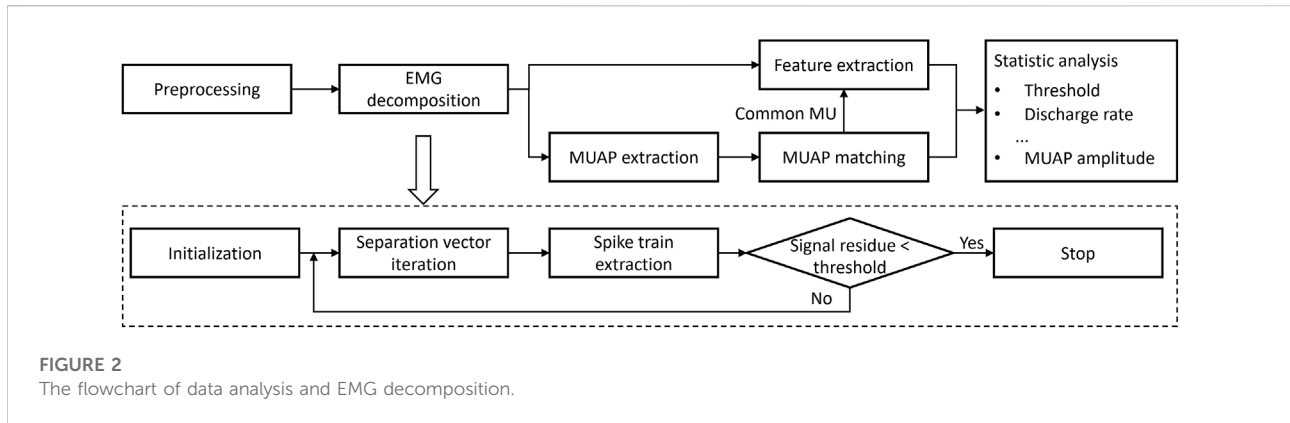 Preprocessing
EMG
decomposition
Feature extraction
Common MU
MUAP extraction
MUAP matching
Statistic analysis
• Threshold
• Discharge rate
...
• MUAP amplitude
Initialization
Separation vector
iteration
Spike train
extraction
Signal residue <
threshold
Yes
No
Stop
FIGURE 2
The flowchart of data analysis and EMG decomposition.